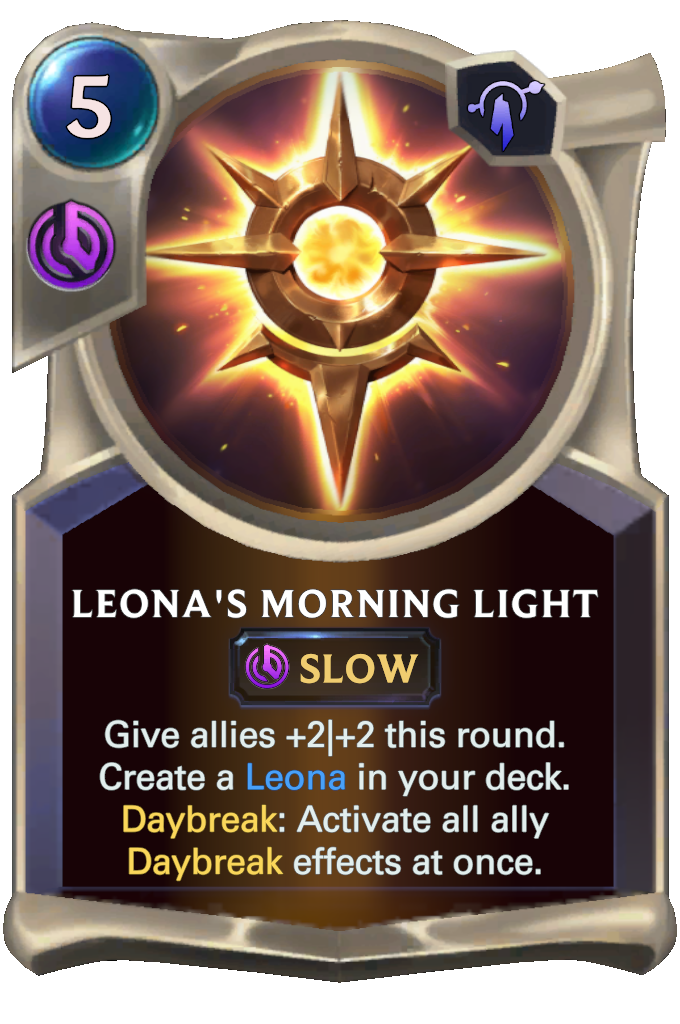 5
LEONA'S MORNING LIGHT
SLOW
Give allies +2|+2 this round.
Create a Leona in your deck.
Daybreak: Activate all ally
Daybreak effects at once.